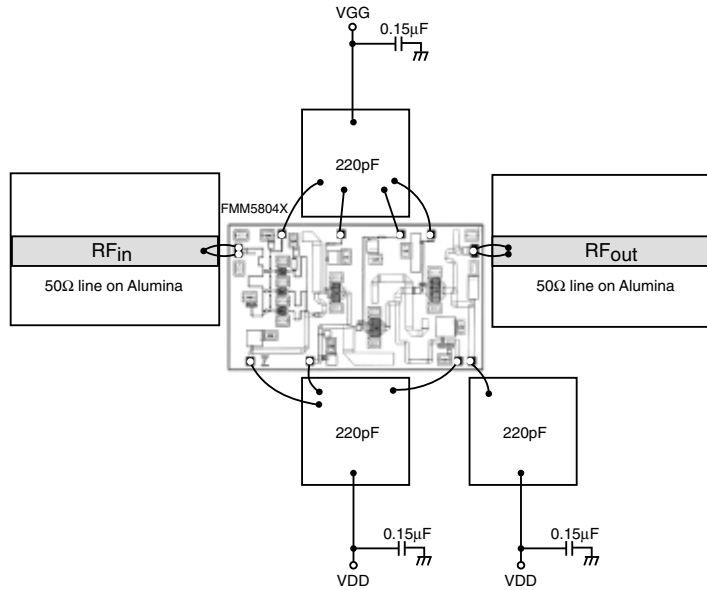 VGG
0.15μF
220pF
FMM5804X
RFin
RFout
50Ω line on Alumina
50Ω line on Alumina
220pF
220pF
0.15μF
0.15μF
VDD
VDD